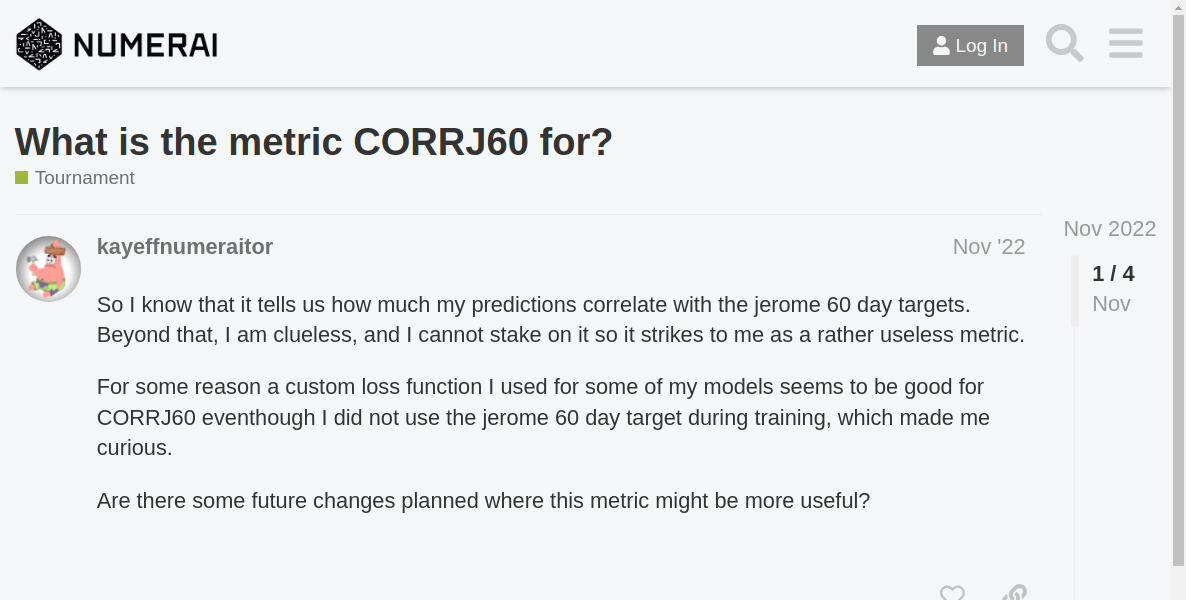 NUMERAI
Log In
What is the metric CORRJ60 for?
Tournament
kayeffnumeraitor
Nov '22
So I know that it tells us how much my predictions correlate with the jerome 60 day targets.
Beyond that, I am clueless, and I cannot stake on it so it strikes to me as a rather useless metric.
For some reason a custom loss function I used for some of my models seems to be good for
CORRJ60 eventhough I did not use the jerome 60 day target during training, which made me
curious.
Are there some future changes planned where this metric might be more useful?
Nov 2022
1 / 4
Nov